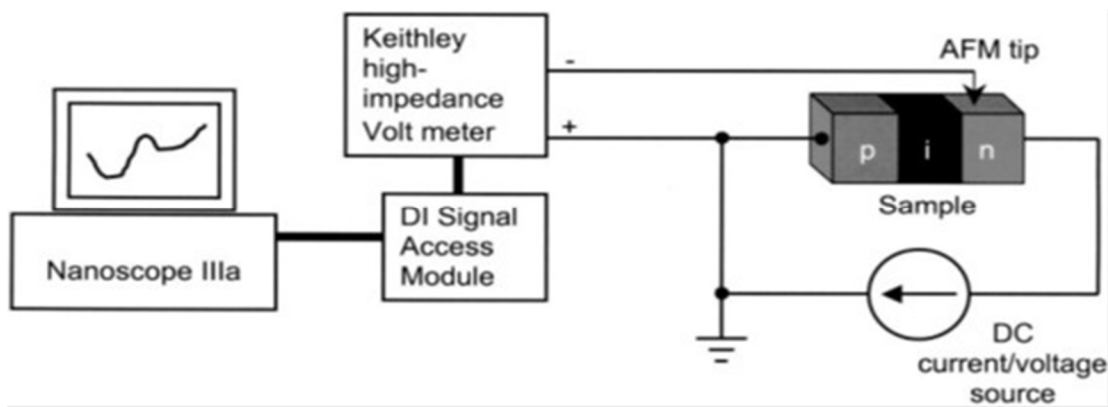 Keithley
high-
impedance
Volt meter
-
+
AFM tip
p i n
Sample
DI Signal
Access
Module
Nanoscope IIIa
DC
current/voltage
source